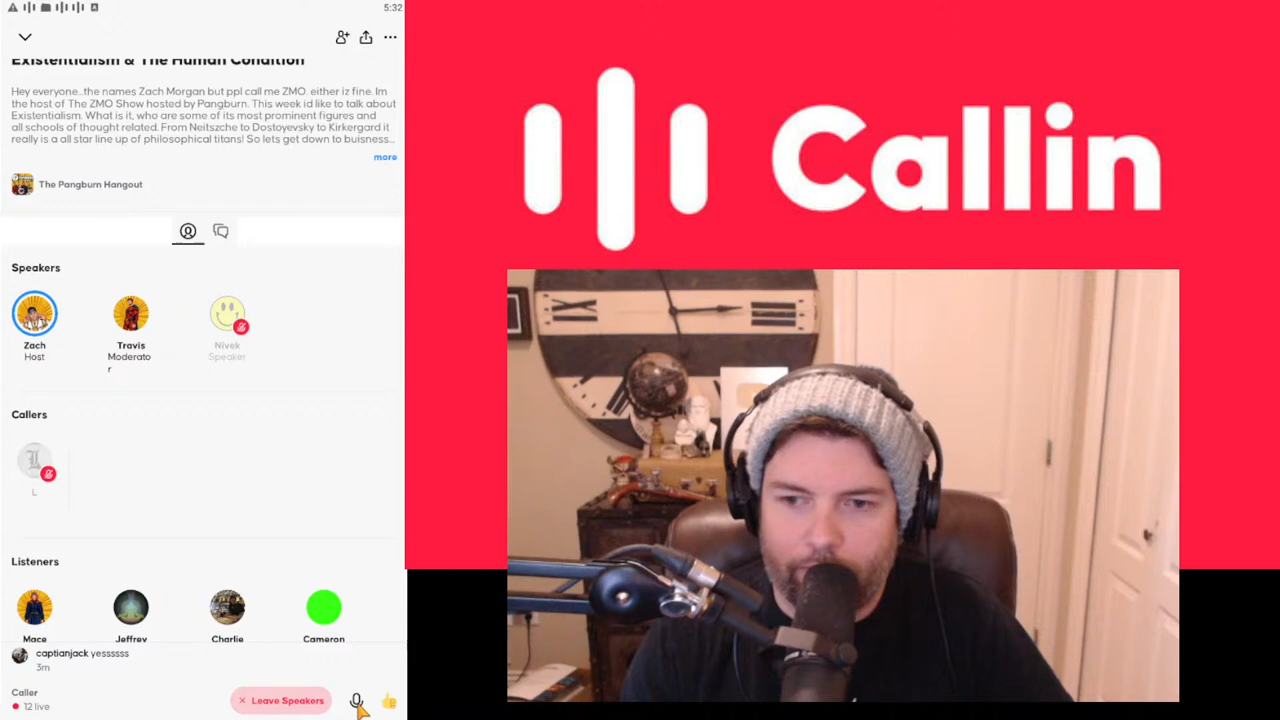 5:32
Existentialism & The Human Condition
Hey everyone...the names Zach Morgan but ppl call me ZMO. either iz fine. Im
the host of The ZMO Show hosted by Pangburn. This week id like to talk about
Existentialism. What is it, who are some of its most prominent figures and
all schools of thought related. From Neitszche to Dostoyevsky to Kirkergard it
really is a all star line up of philosophical titans! So lets get down to buisness...
more
The Pangburn Hangout
Speakers
Zach
Host
Travis
Moderato
r
Nivek
Speaker
Callers
L
L
Listeners
Mace
Jeffrey
Charlie
Cameron
captianjack yessssss
3m
Caller
12 live
× Leave Speakers
Callin